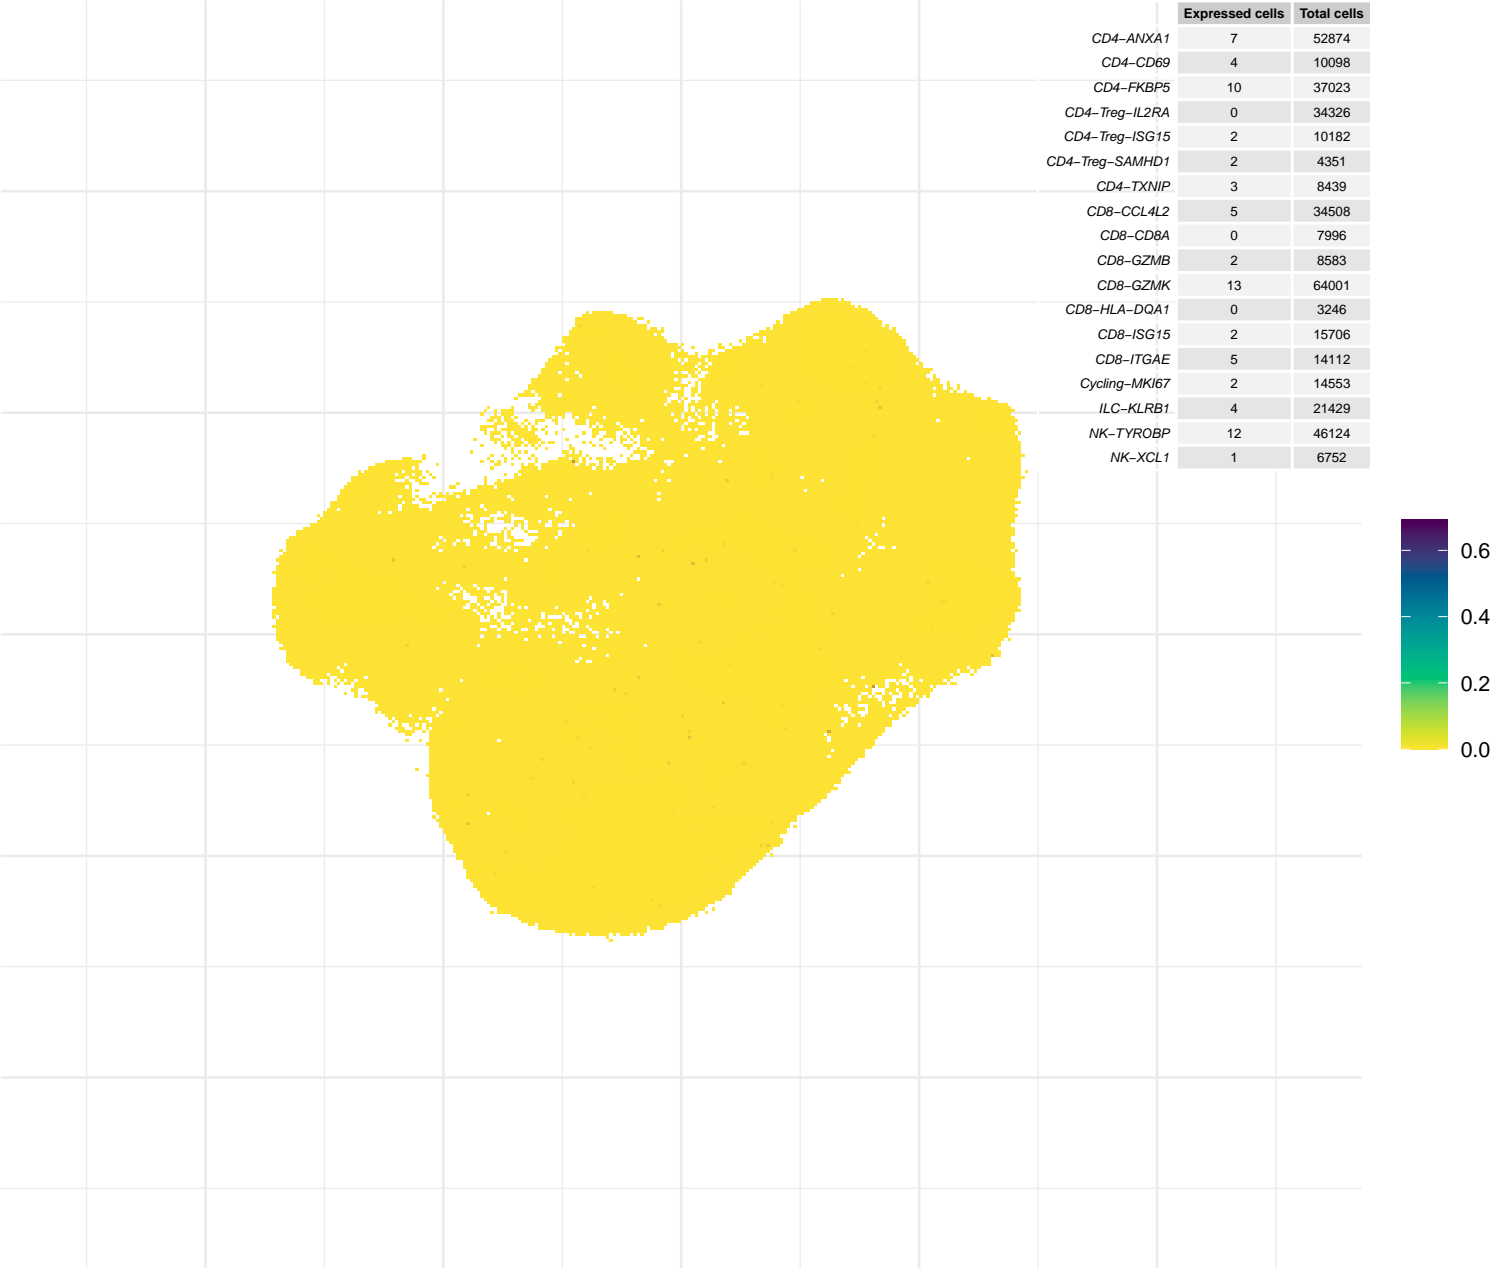 Expressed cells Total cells
CD4−ANXA1 7 52874
CD4−CD69 4 10098
CD4−FKBP5 10 37023
CD4−Treg−IL2RA 0 34326
CD4−Treg−ISG15 2 10182
CD4−Treg−SAMHD1 2 4351
CD4−TXNIP 3 8439
CD8−CCL4L2 5 34508
CD8−CD8A 0 7996
CD8−GZMB 2 8583
CD8−GZMK 13 64001
CD8−HLA−DQA1 0 3246
CD8−ISG15 2 15706
CD8−ITGAE 5 14112
Cycling−MKI67 2 14553
ILC−KLRB1 4 21429
NK−TYROBP 12 46124
NK−XCL1 1 6752
0.6
0.4
0.2
0.0